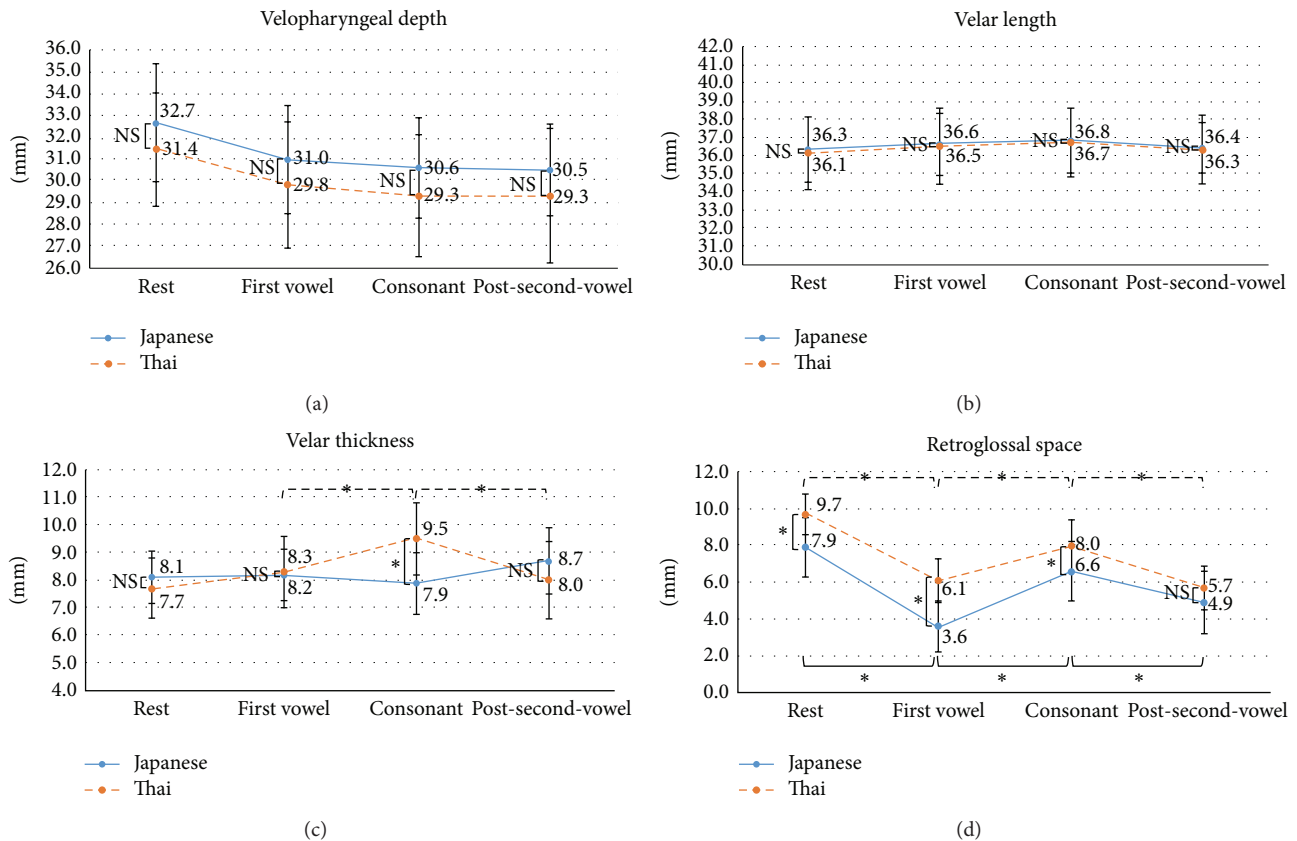 Velopharyngeal depth
36.0
35.0
34.0
33.0
32.0
31.0
30.0
29.0
28.0
27.0
26.0
(mm)
32.7
NS
31.4
31.0
NS
29.8
30.6
NS
29.3
30.5
NS
29.3
Rest First vowel Consonant Post-second-vowel
Japanese
Thai
(a)
Velar length
42.0
41.0
40.0
39.0
38.0
37.0
36.0
35.0
34.0
33.0
32.0
31.0
30.0
(mm)
36.3
NS
36.1
36.6
NS
36.5
36.8
NS
36.7
36.4
NS
36.3
Rest First vowel Consonant Post-second-vowel
Japanese
Thai
(b)
Velar thickness
12.0
11.0
10.0
9.0
8.0
7.0
6.0
5.0
4.0
(mm)
* *
8.1
NS
7.7
8.3
NS
8.2
9.5
*
7.9
8.7
NS
8.0
Rest First vowel Consonant Post-second-vowel
Japanese
Thai
(c)
Retroglossal space
12.0
10.0
8.0
6.0
4.0
2.0
0.0
(mm)
* * *
9.7
*
7.9
6.1
*
3.6
8.0
*
6.6
5.7
NS
4.9
* * *
Rest First vowel Consonant Post-second-vowel
Japanese
Thai
(d)